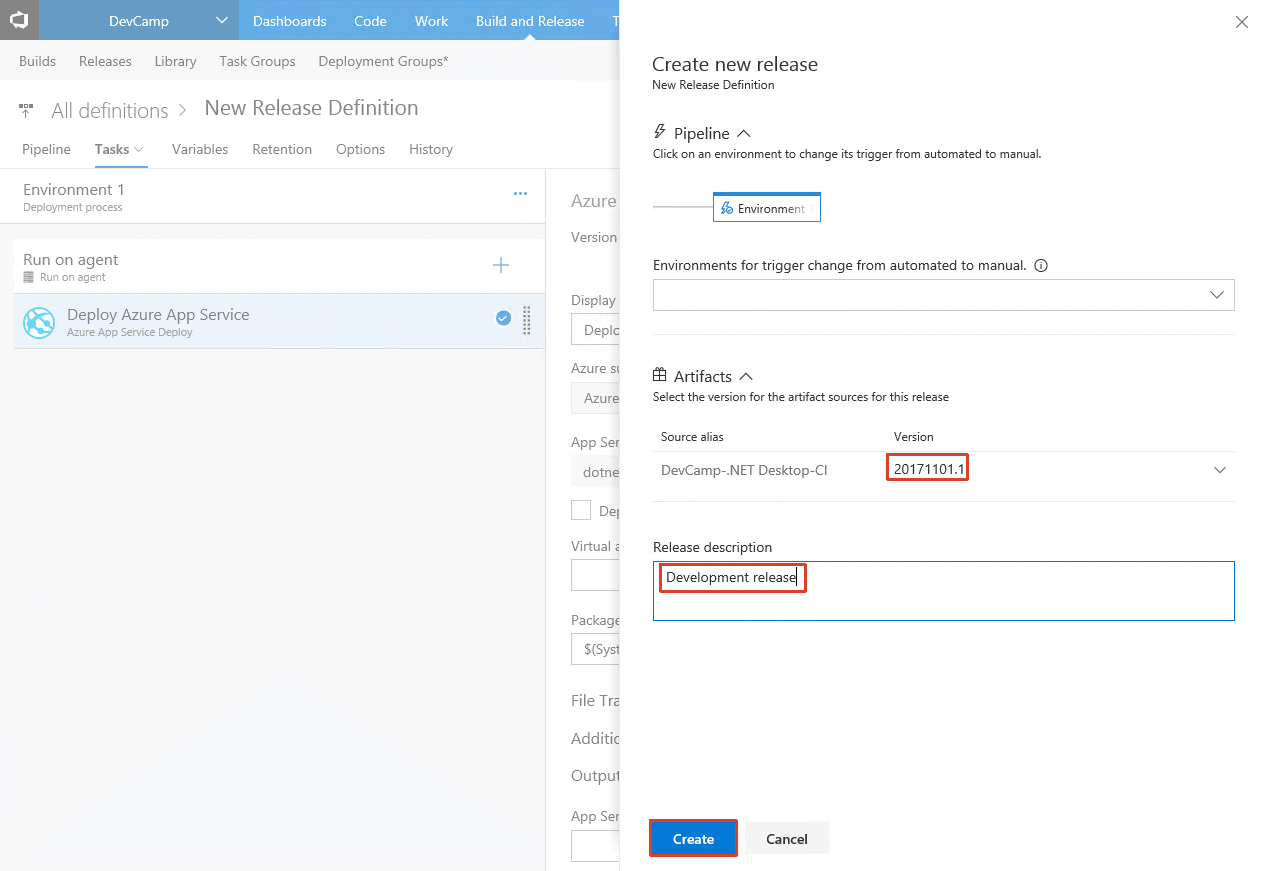 DevCamp
Dashboards Code Work Build and Release
Builds Releases Library Task Groups Deployment Groups*
All definitions > New Release Definition
Pipeline Tasks Variables Retention Options History
Environment 1
Deployment process
Run on agent
Run on agent
Deploy Azure App Service
Azure App Service Deploy
Azure
Version
Display
Deplo
Azure su
Azure
App Ser
dotne
Dep
Virtual a
Package
$(Syst
File Tra
Additio
Output
App Ser
Create new release
New Release Definition
Pipeline
Click on an environment to change its trigger from automated to manual.
Environment 1
Environments for trigger change from automated to manual.
Artifacts
Select the version for the artifact sources for this release
Source alias Version
DevCamp-.NET Desktop-CI 20171101.1
Release description
Development release
Create Cancel